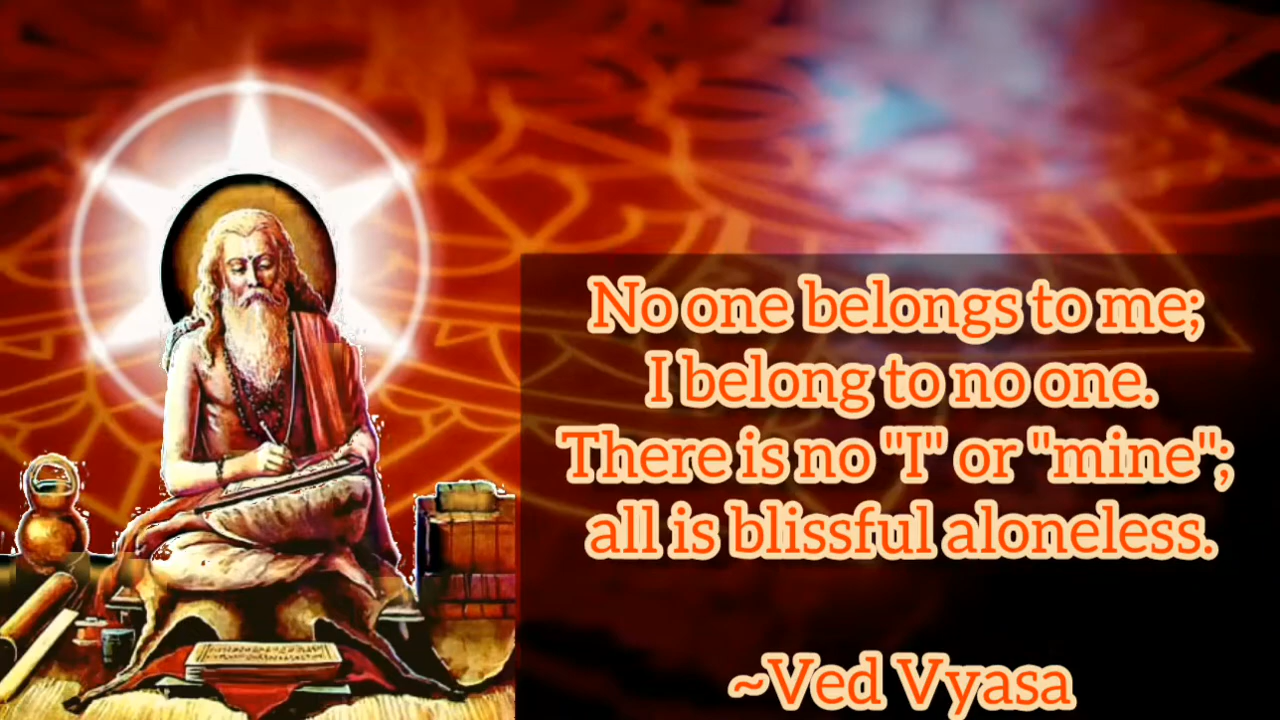 No one belongs to me;
I belong to no one.
There is no "I" or "mine";
all is blissful aloneless.
~Ved Vyasa